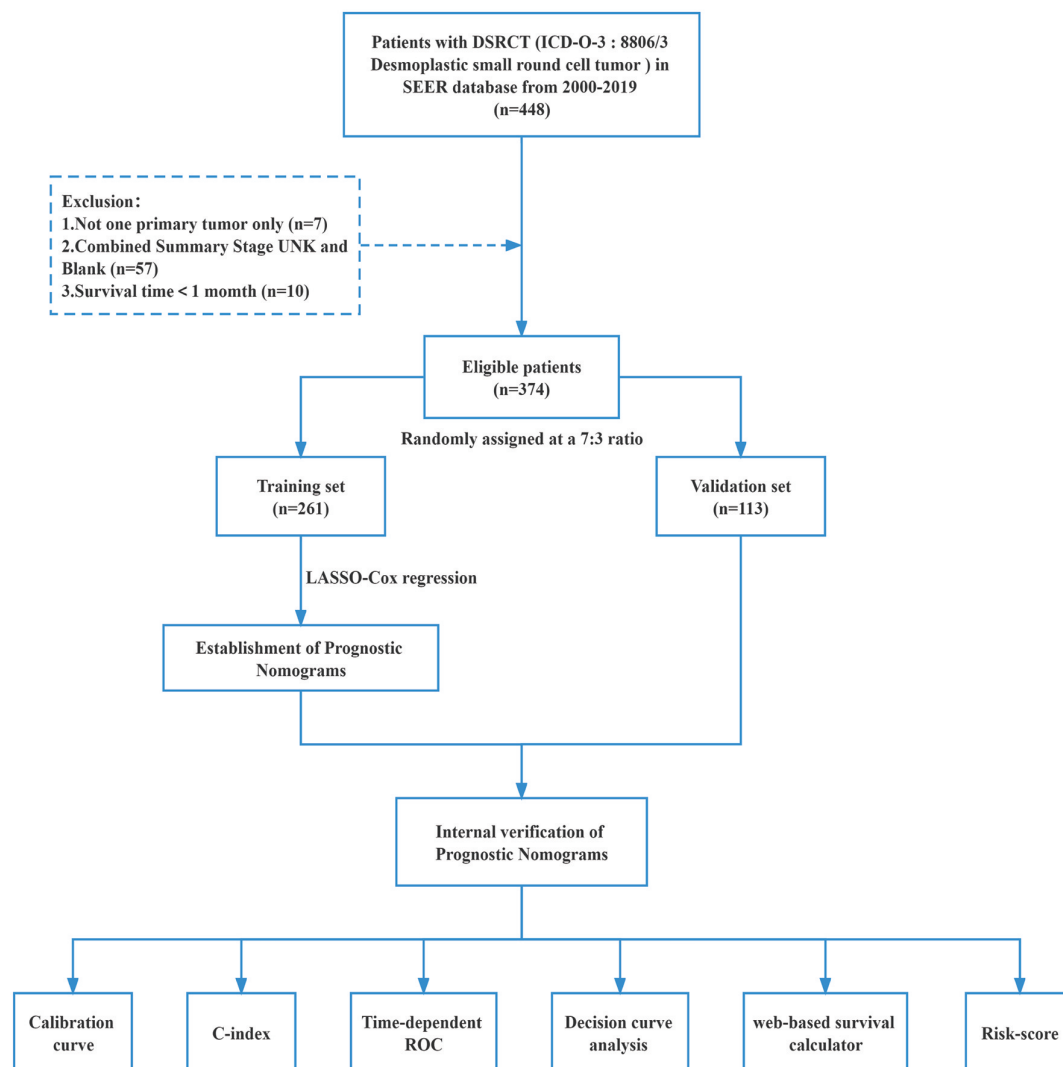 Patients with DSRCT (ICD-O-3 : 8806/3
Desmoplastic small round cell tumor ) in
SEER database from 2000-2019
(n=448)
Exclusion：
1.Not one primary tumor only (n=7)
2.Combined Summary Stage UNK and
Blank (n=57)
3.Survival time < 1 momth (n=10)
Eligible patients
(n=374)
Randomly assigned at a 7:3 ratio
Training set
(n=261)
Validation set
(n=113)
LASSO-Cox regression
Establishment of Prognostic
Nomograms
Internal verification of
Prognostic Nomograms
Calibration
curve
C-index
Time-dependent
ROC
Decision curve
analysis
web-based survival
calculator
Risk-score